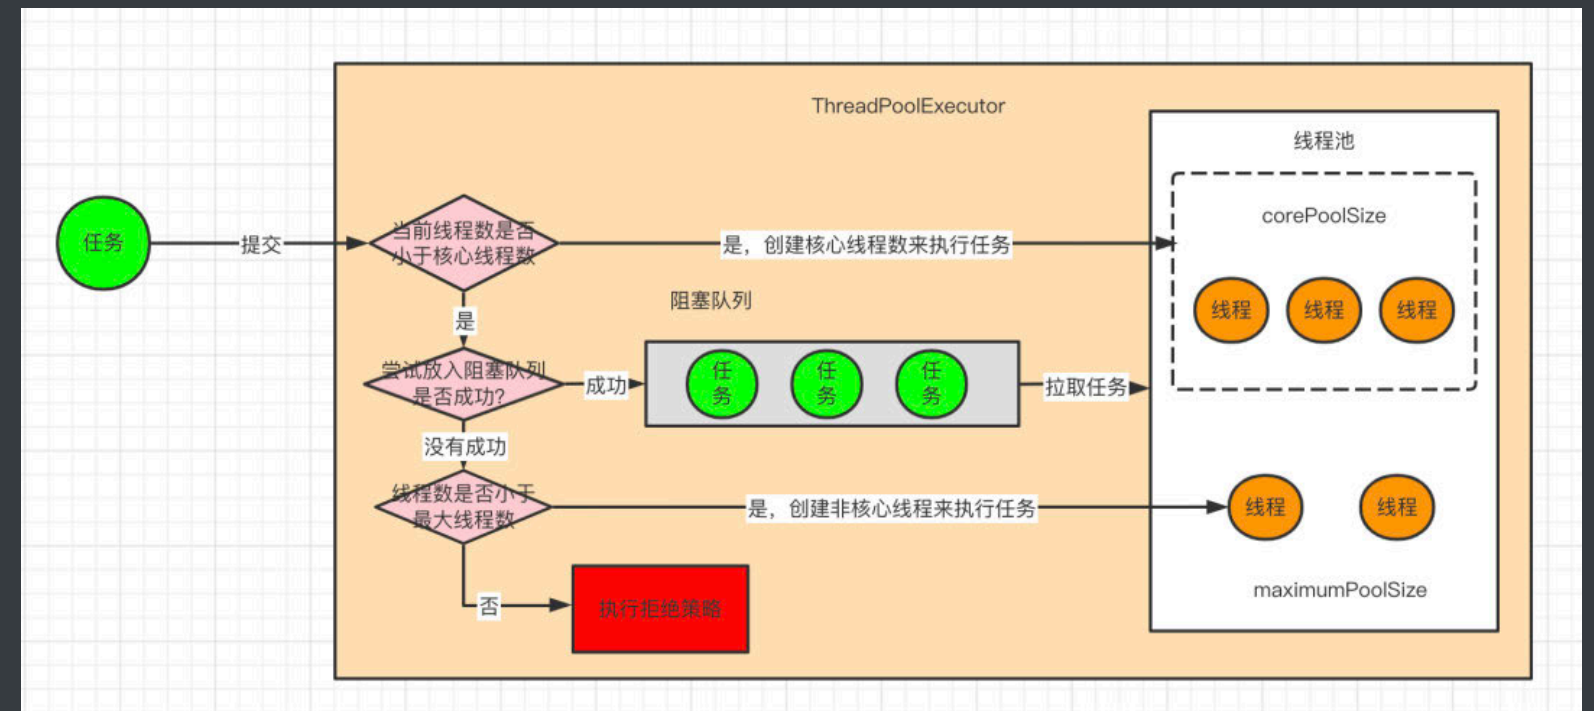 ThreadPoolExecutor
线程池
任务
提交
当前线程数是否
小于核心线程数
是，创建核心线程数来执行任务
corePoolSize
线程
线程
线程
是
阻塞队列
尝试放入阻塞队列
是否成功？
成功
任
务
任
务
任
务
拉取任务
没有成功
线程数是否小于
最大线程数
是，创建非核心线程来执行任务
线程
线程
maximumPoolSize
否
执行拒绝策略